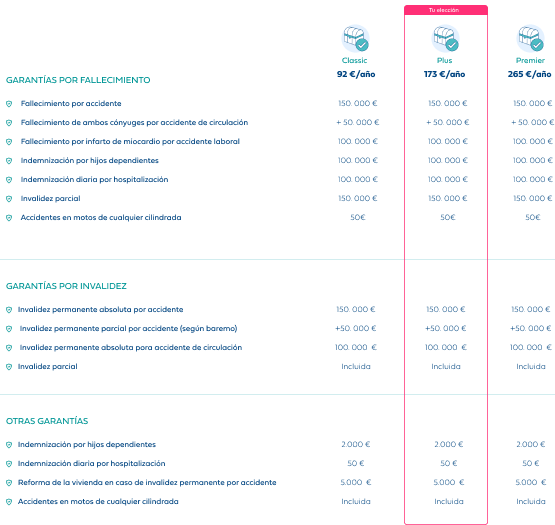 Tu elección
Classic Plus Premier
92 €/año 173 €/año 265 €/año
GARANTÍAS POR FALLECIMIENTO
Fallecimiento por accidente 150. 000 € 150. 000 € 150. 000 €
Fallecimiento de ambos cónyuges por accidente de circulación + 50. 000 € + 50. 000 € + 50. 000 €
Fallecimiento por infarto de miocardio por accidente laboral 100. 000 € 100. 000 € 100. 000 €
Indemnización por hijos dependientes 100. 000 € 100. 000 € 100. 000 €
Indemnización diaria por hospitalización 100. 000 € 100. 000 € 100. 000 €
Invalidez parcial 150. 000 € 150. 000 € 150. 000 €
Accidentes en motos de cualquier cilindrada 50€ 50€ 50€
GARANTÍAS POR INVALIDEZ
Invalidez permanente absoluta por accidente 150. 000 € 150. 000 € 150. 000 €
Invalidez permanente parcial por accidente (según baremo) +50. 000 € +50. 000 € +50. 000 €
Invalidez permanente absoluta pora accidente de circulación 100. 000 € 100. 000 € 100. 000 €
Invalidez parcial Incluida Incluida Incluida
OTRAS GARANTÍAS
Indemnización por hijos dependientes 2.000 € 2.000 € 2.000 €
Indemnización diaria por hospitalización 50 € 50 € 50 €
Reforma de la vivienda en caso de invalidez permanente por accidente 5.000 € 5.000 € 5.000 €
Accidentes en motos de cualquier cilindrada Incluida Incluida Incluida